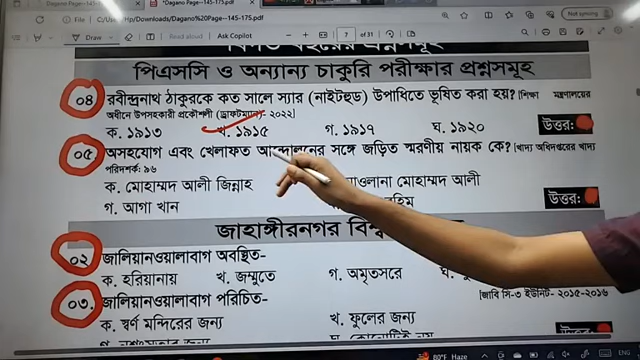 Dagano Page--145-175.pdf
Dagano%20Page--145-175.pdf
C:/Users/Hp/Downloads/Dagano%20Page--145-175.pdf
Not syncing
Draw
Read aloud
Ask Copilot
7 of 31
পিএসসি ও অন্যান্য চাকুরি পরীক্ষার প্রশ্নসমূহ
০৪ রবীন্দ্রনাথ ঠাকুরকে কত সালে স্যার (নাইটহুড) উপাধিতে ভূষিত করা হয়? [শিক্ষা মন্ত্রণালয়ের
অধীনে উপসহকারী প্রকৌশলী (ড্রাফটম্যান)- ২০২২]
ক. ১৯১৩ খ. ১৯১৫ গ. ১৯১৭ ঘ. ১৯২০ উত্তর:
০৫. অসহযোগ এবং খেলাফত আন্দোলনের সঙ্গে জড়িত স্মরণীয় নায়ক কে? [খাদ্য অধিদপ্তরের খাদ্য
পরিদর্শক: ৯৬
ক. মোহাম্মদ আলী জিন্নাহ মাওলানা মোহাম্মদ আলী
গ. আগা খান উত্তর:
জাহাঙ্গীরনগর
০২ জালিয়ানওয়ালাবাগ অবস্থিত-
ক. হরিয়ানায় খ. জম্মুতে গ. অমৃতসরে
[জাবি সি-৩ ইউনিট- ২০১৫-২০১৬
০৩. জালিয়ানওয়ালাবাগ পরিচিত-
ক. স্বর্ণ মন্দিরের জন্য খ. ফুলের জন্য
80°F Haze
ENG